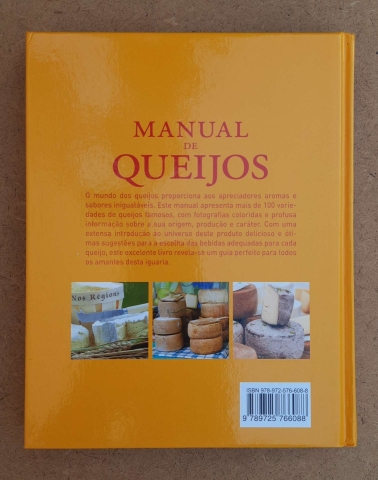 MANUAL
DE
QUEIJOS
O mundo dos queijos proporciona aos apreciadores aromas e
sabores inigualáveis. Este manual apresenta mais de 100 varie-
dades do queijos famosos, com fotografias coloridas e profusa
informação sobre a sua origem, produção e caráter. Com uma
extensa introdução ao universo deste produto delicioso e óti-
mas sugestões para a escolha das bebidas adequadas para cada
queijo, este excelente livro revela-se um guia perfeito para todos
os amantes desta iguaria.
Nos Régions
ISBN 978-972-576-608-8
9 789725 766088